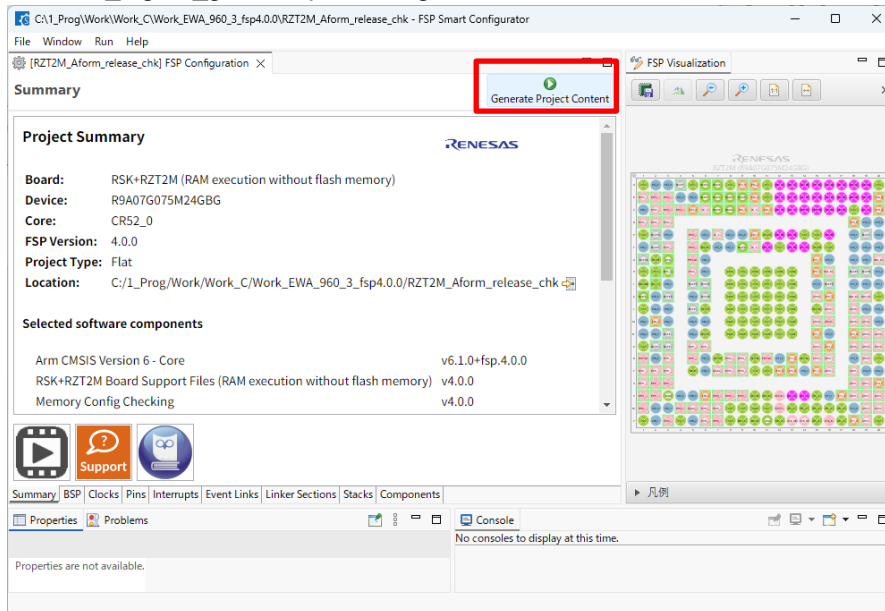 C:\1_Prog\Work\Work_C\Work_EWA_960_3_fsp4.0.0\RZT2M_Aform_release_chk - FSP Smart Configurator
File Window Run Help
[RZT2M_Aform_release_chk] FSP Configuration
FSP Visualization
Summary
Generate Project Content
Project Summary
RENESAS
Board: RSK+RZT2M (RAM execution without flash memory)
Device: R9A07G075M24GBG
Core: CR52_0
FSP Version: 4.0.0
Project Type: Flat
Location: C:/1_Prog/Work/Work_C/Work_EWA_960_3_fsp4.0.0/RZT2M_Aform_release_chk
Selected software components
Arm CMSIS Version 6 - Core v6.1.0+fsp.4.0.0
RSK+RZT2M Board Support Files (RAM execution without flash memory) v4.0.0
Memory Config Checking v4.0.0
Support
Summary BSP Clocks Pins Interrupts Event Links Linker Sections Stacks Components
RENESAS
凡例
Properties Problems
Console
No consoles to display at this time.
Properties are not available.